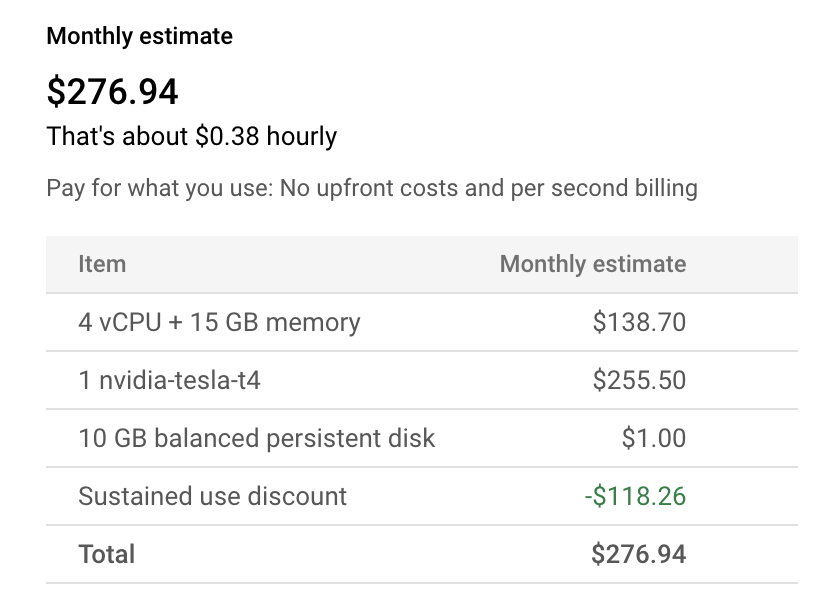 Monthly estimate
$276.94
That's about $0.38 hourly
Pay for what you use: No upfront costs and per second billing
Item Monthly estimate
4 vCPU + 15 GB memory $138.70
1 nvidia-tesla-t4 $255.50
10 GB balanced persistent disk $1.00
Sustained use discount -$118.26
Total $276.94